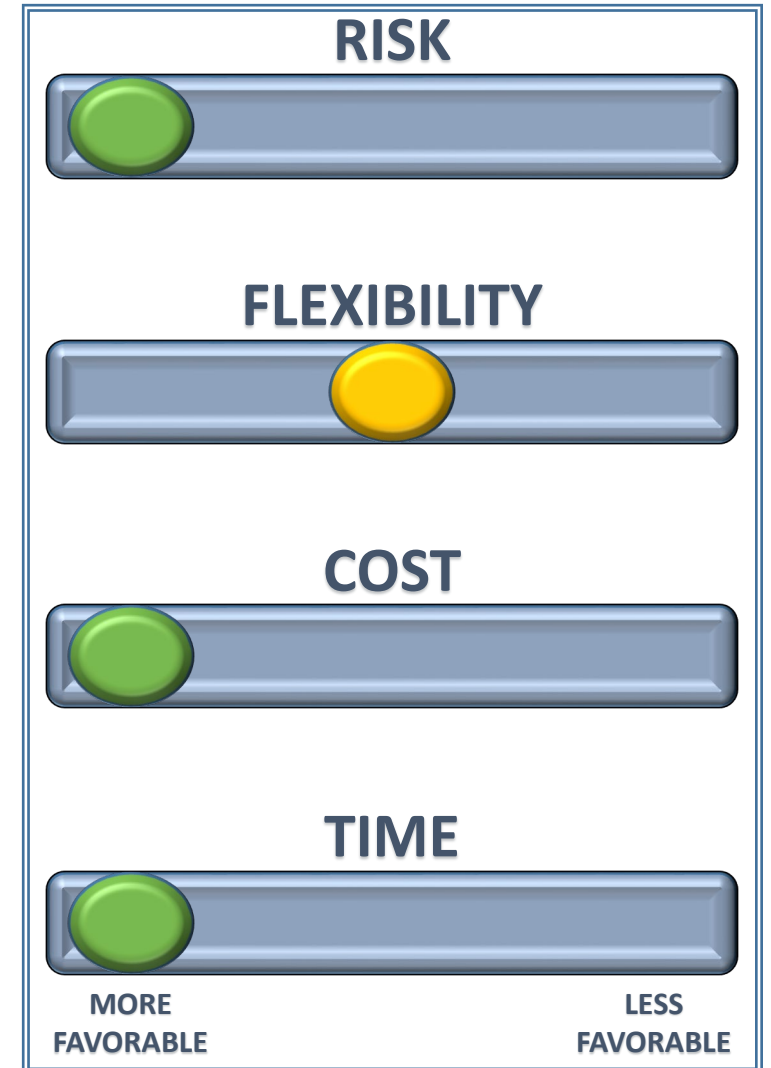 RISK
FLEXIBILITY
COST
TIME
MORE
FAVORABLE
LESS
FAVORABLE